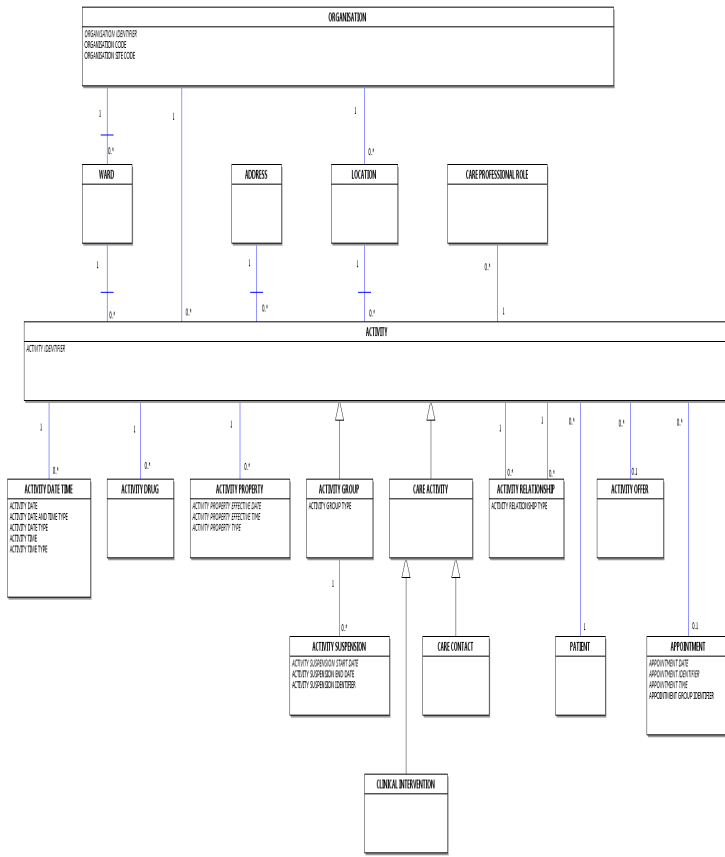 ORGANISATION
ORGANISATION IDENTIFIER
ORGANISATION CODE
ORGANISATION SITE CODE
1
1
1
0..*
0..*
WARD
ADDRESS
LOCATION
CARE PROFESSIONAL ROLE
1
1
1
0..*
0..*
0..*
0..*
0..*
1
ACTIVITY
ACTIVITY IDENTIFIER
1
1
1
1
1
0..*
0..*
0..*
0..*
0..*
0..*
0..*
0..*
0..1
ACTIVITY DATE TIME
ACTIVITY DATE
ACTIVITY DATE AND TIME TYPE
ACTIVITY DATE TYPE
ACTIVITY TIME
ACTIVITY TIME TYPE
ACTIVITY DRUG
ACTIVITY PROPERTY
ACTIVITY PROPERTY EFFECTIVE DATE
ACTIVITY PROPERTY EFFECTIVE TIME
ACTIVITY PROPERTY TYPE
ACTIVITY GROUP
ACTIVITY GROUP TYPE
CARE ACTIVITY
ACTIVITY RELATIONSHIP
ACTIVITY RELATIONSHIP TYPE
ACTIVITY OFFER
1
0..*
1
0..1
ACTIVITY SUSPENSION
ACTIVITY SUSPENSION START DATE
ACTIVITY SUSPENSION END DATE
ACTIVITY SUSPENSION IDENTIFIER
CARE CONTACT
PATIENT
APPOINTMENT
APPOINTMENT DATE
APPOINTMENT IDENTIFIER
APPOINTMENT TIME
APPOINTMENT GROUP IDENTIFIER
CLINICAL INTERVENTION